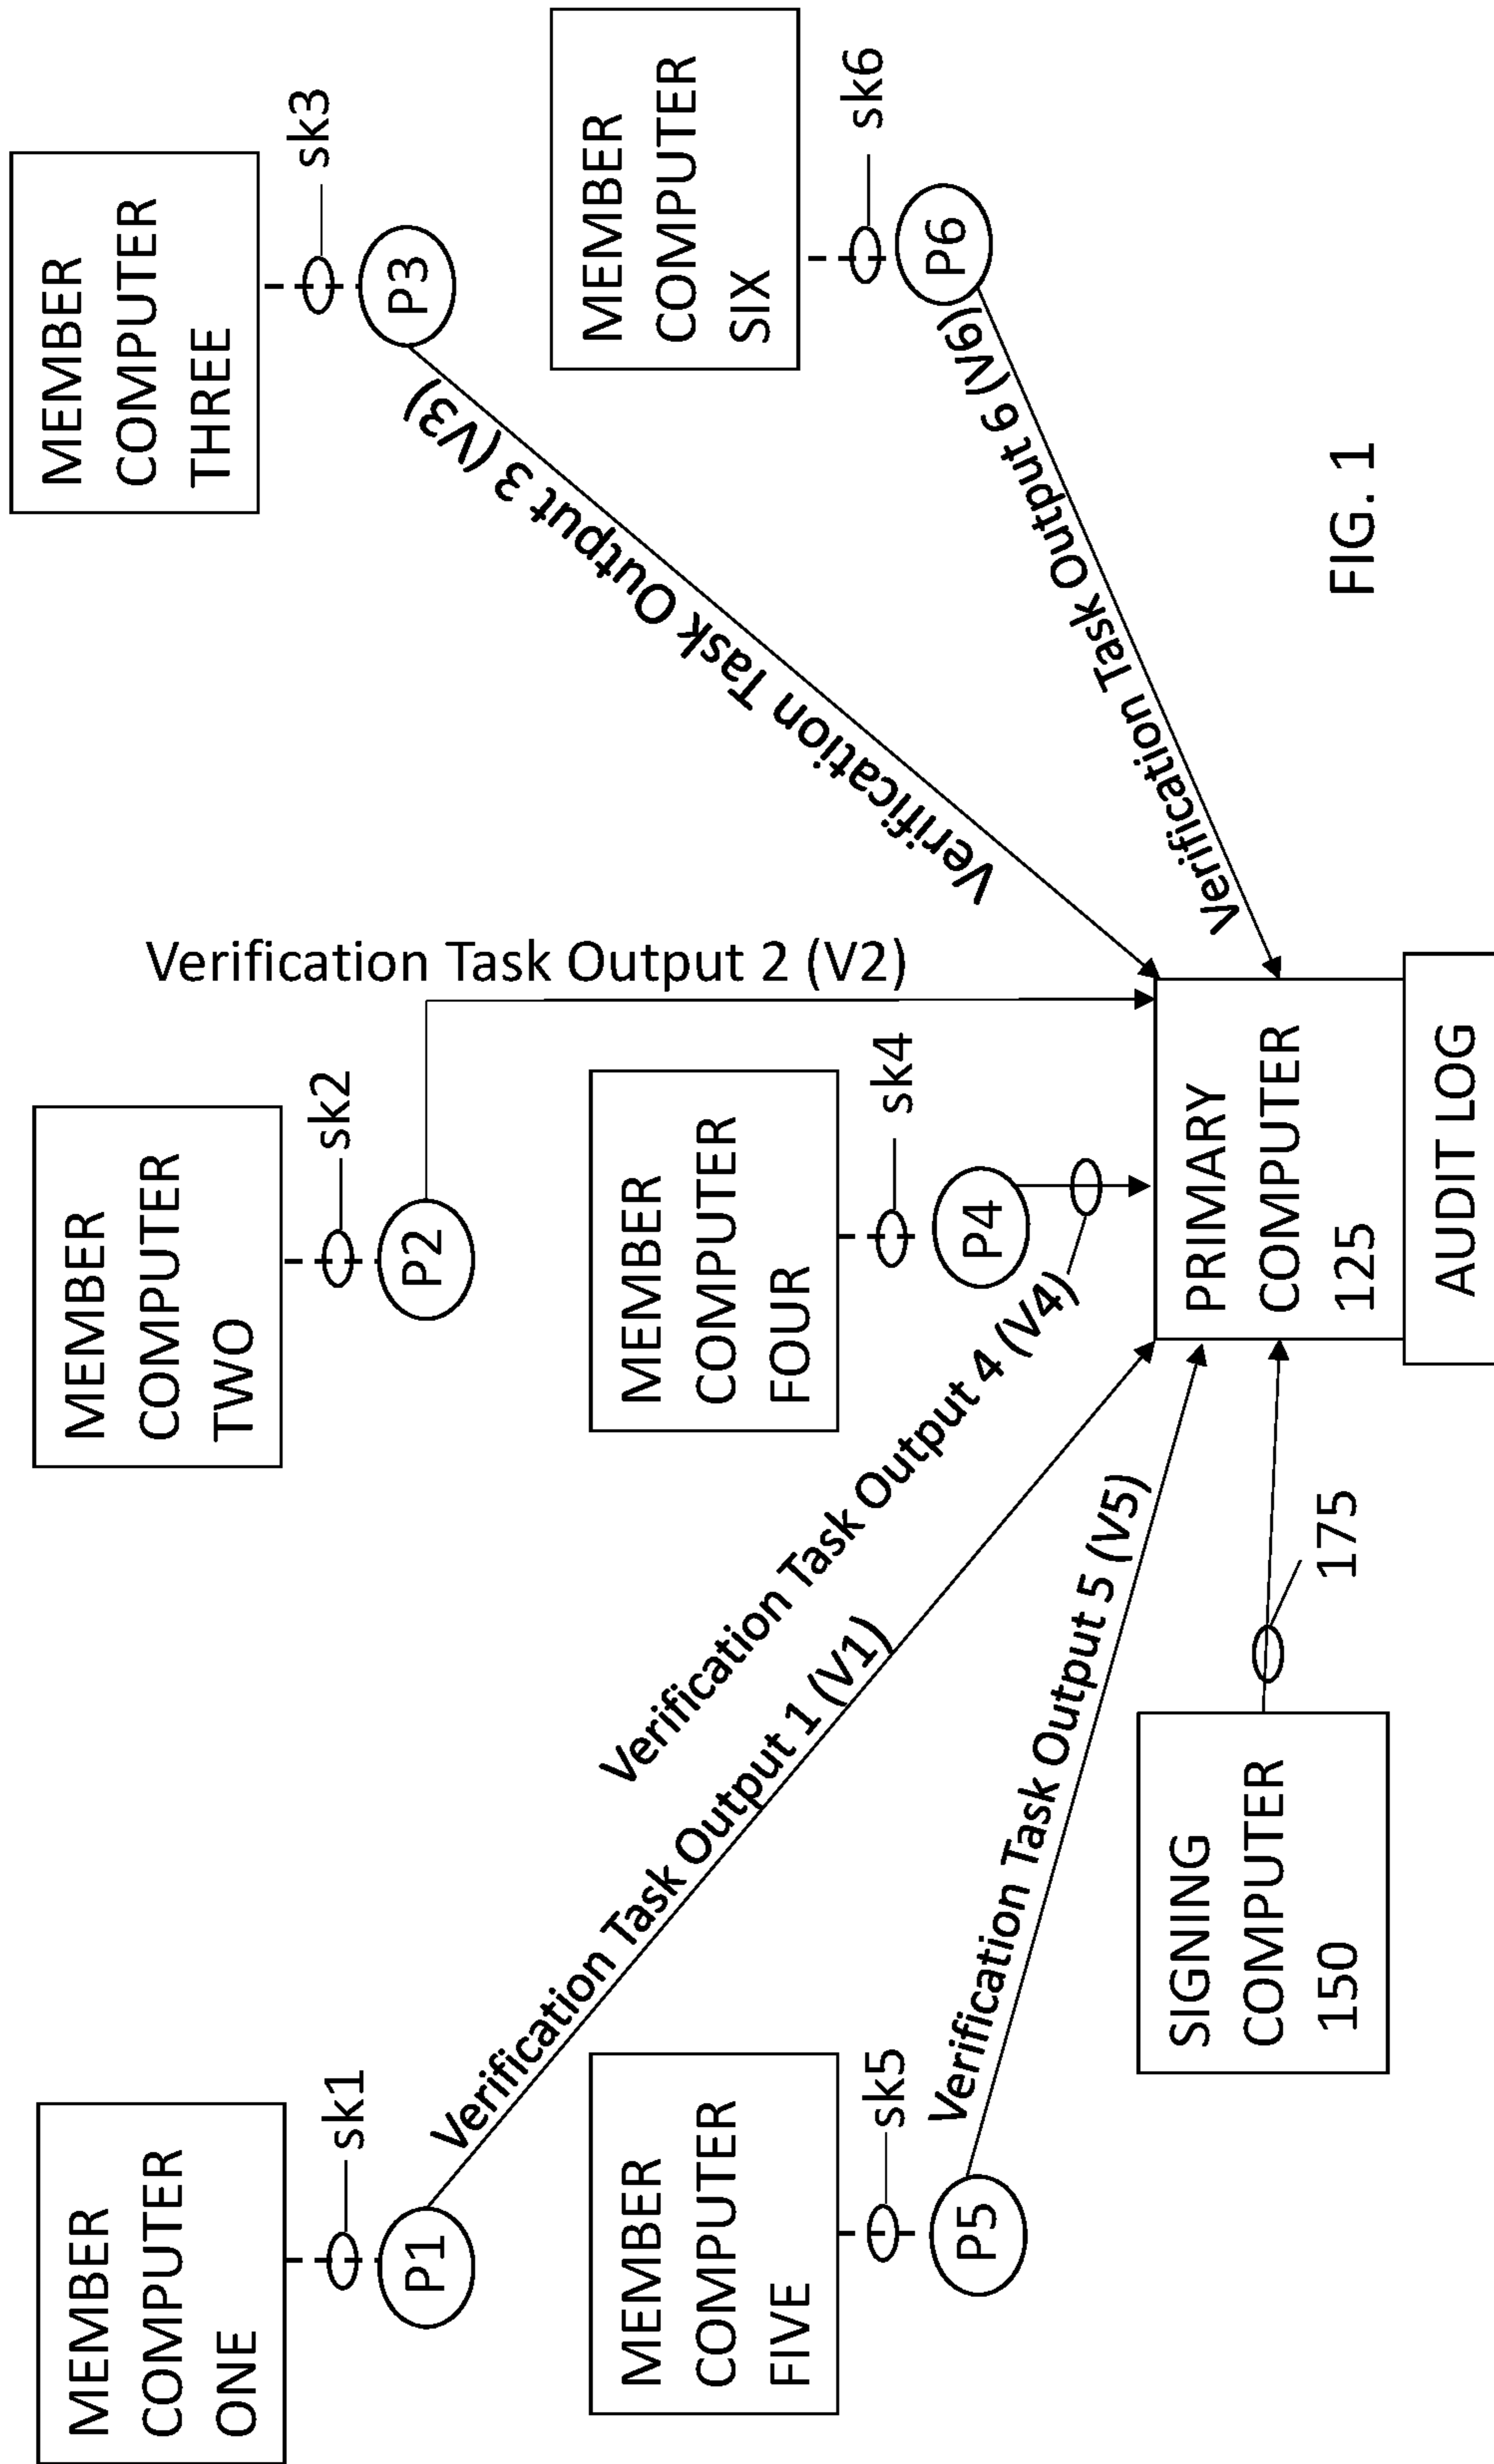 MEMBER
COMPUTER
ONE
sk1
P1
Verification Task Output 1 (V1)
MEMBER
COMPUTER
TWO
sk2
P2
Verification Task Output 2 (V2)
MEMBER
COMPUTER
THREE
sk3
P3
Verification Task Output 3 (V3)
MEMBER
COMPUTER
FIVE
sk5
P5
Verification Task Output 5 (V5)
MEMBER
COMPUTER
FOUR
sk4
P4
Verification Task Output 4 (V4)
MEMBER
COMPUTER
SIX
sk6
P6
Verification Task Output 6 (V6)
SIGNING
COMPUTER
150
175
PRIMARY
COMPUTER
125
AUDIT LOG
FIG. 1